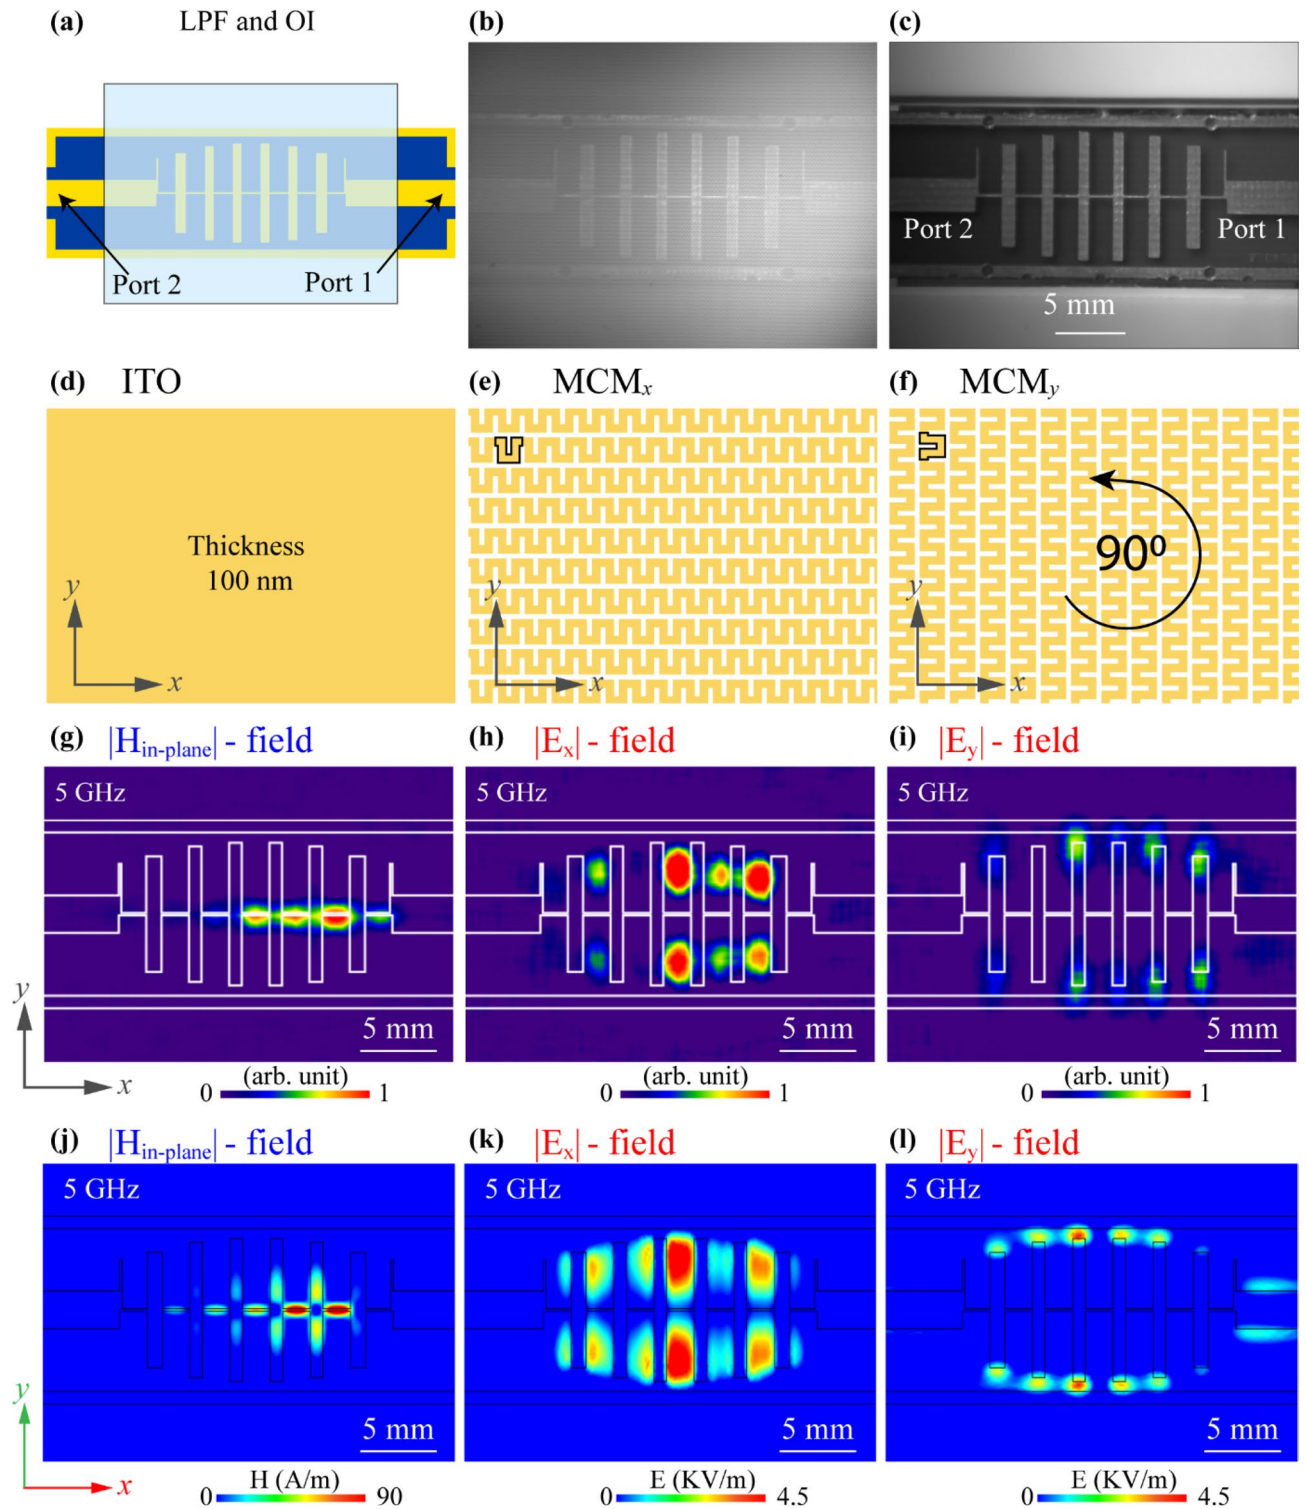 (a) LPF and OI
(b)
(c)
Port 2
Port 1
Port 2
Port 1
5 mm
(d) ITO
(e) MCMx
(f) MCMy
Thickness
100 nm
y
x
y
x
90º
y
x
(g) |Hin-plane| - field
(h) |Ex| - field
(i) |Ey| - field
5 GHz
5 GHz
5 GHz
5 mm
5 mm
5 mm
y
x
(arb. unit)
0 1
(arb. unit)
0 1
(arb. unit)
0 1
(j) |Hin-plane| - field
(k) |Ex| - field
(l) |Ey| - field
5 GHz
5 GHz
5 GHz
5 mm
5 mm
5 mm
y
x
H (A/m)
0 90
E (KV/m)
0 4.5
E (KV/m)
0 4.5